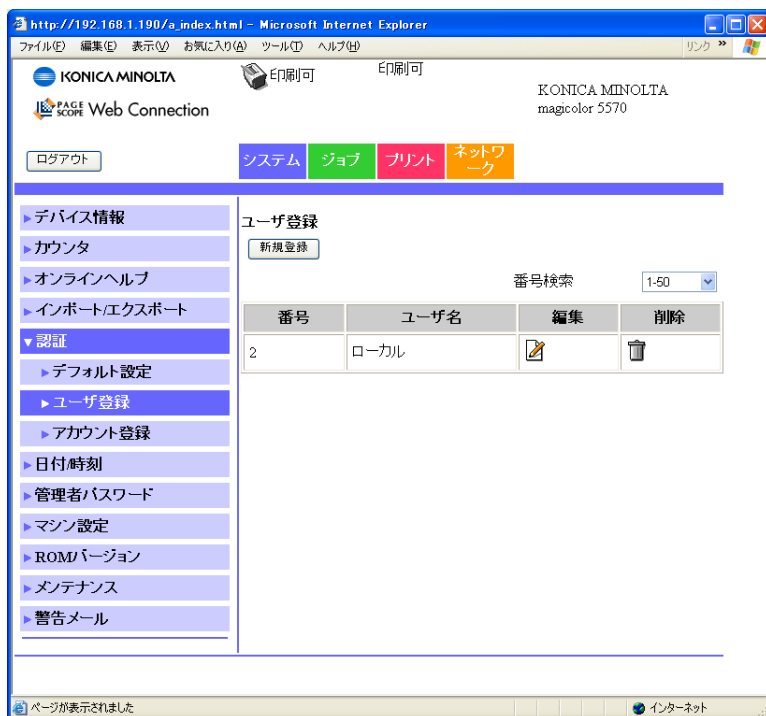 http://192.168.1.190/a_index.html - Microsoft Internet Explorer
ファイル(F) 編集(E) 表示(V) お気に入り(A) ツール(T) ヘルプ(H) リンク »
KONICA MINOLTA
印刷可
印刷可
KONICA MINOLTA
magicolor 5570
PAGE SCOPE Web Connection
ログアウト
システム
ジョブ
プリント
ネットワ
ーク
デバイス情報
カウンタ
オンラインヘルプ
インポート/エクスポート
認証
デフォルト設定
ユーザ登録
アカウント登録
日付/時刻
管理者パスワード
マシン設定
ROMバージョン
メンテナンス
警告メール
ユーザ登録
新規登録
番号検索 1-50
番号 ユーザ名 編集 削除
2 ローカル
ページが表示されました インターネット